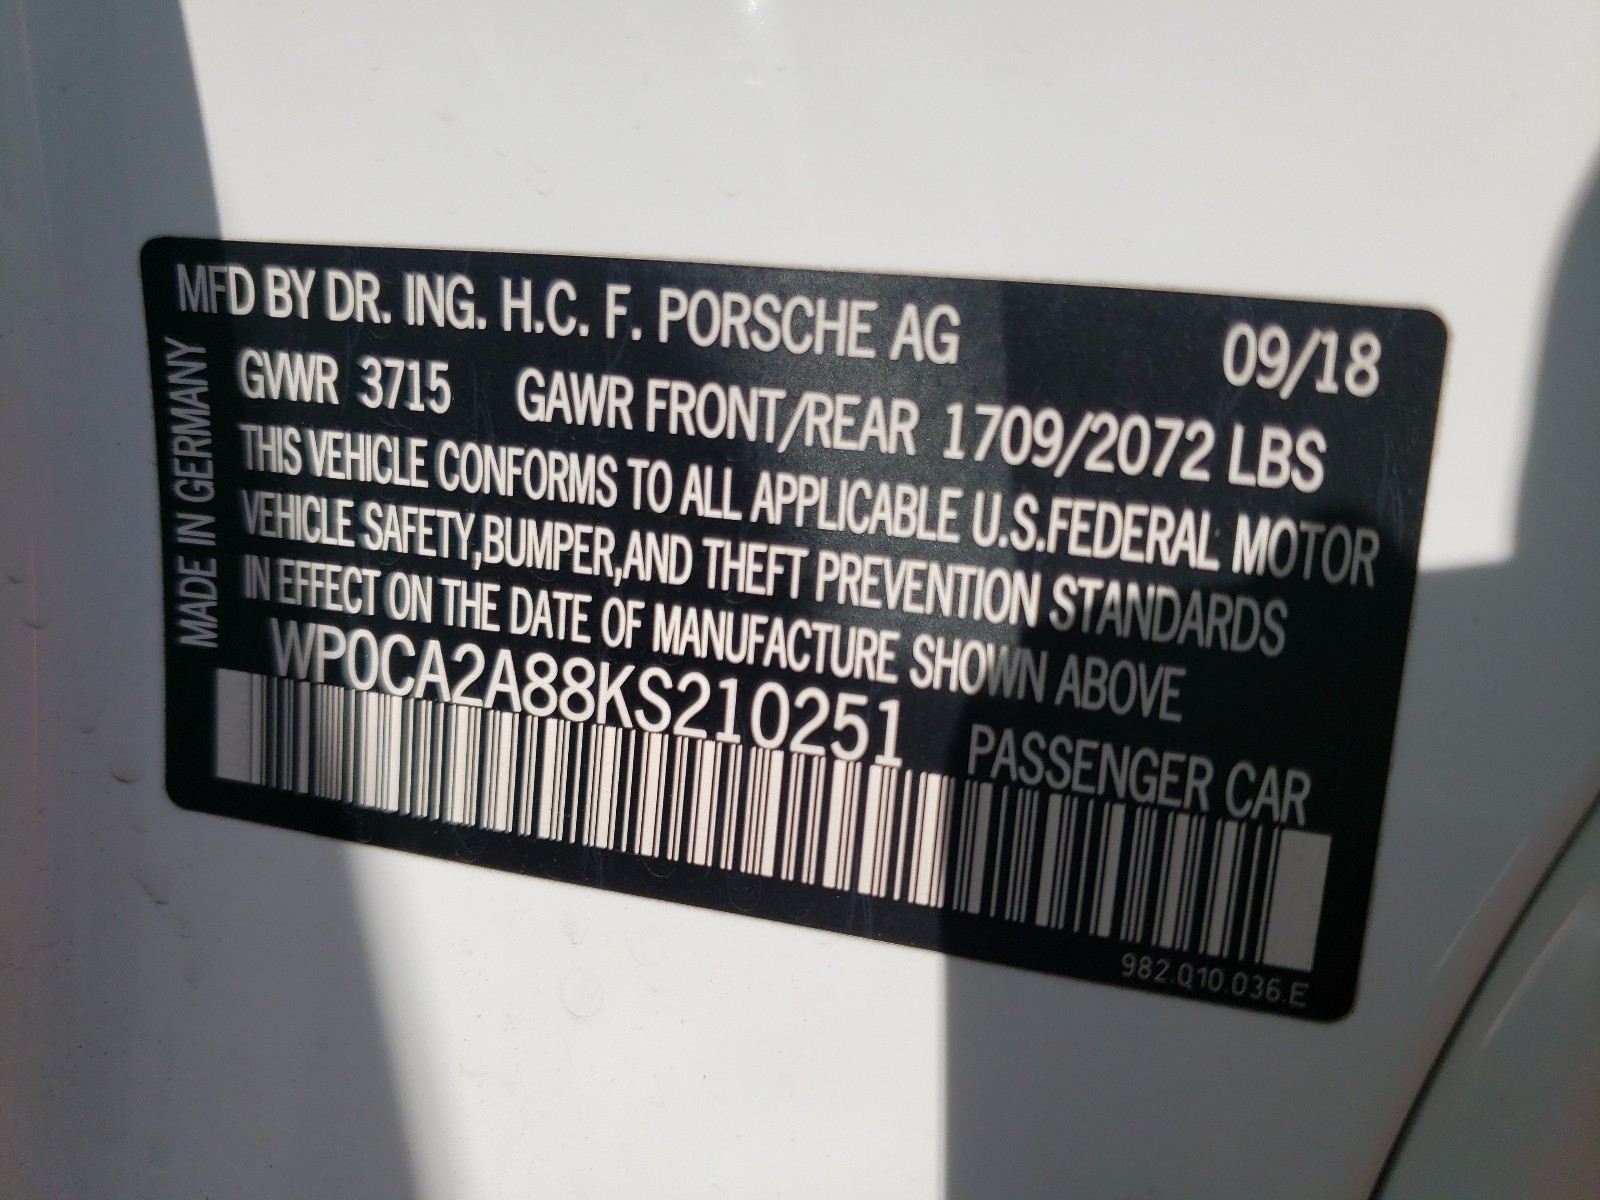 MFD BY DR. ING. H.C. F. PORSCHE AG 09/18
GVWR 3715 GAWR FRONT/REAR 1709/2072 LBS
THIS VEHICLE CONFORMS TO ALL APPLICABLE U.S.FEDERAL MOTOR
VEHICLE SAFETY,BUMPER,AND THEFT PREVENTION STANDARDS
IN EFFECT ON THE DATE OF MANUFACTURE SHOWN ABOVE
WP0CA2A88KS210251 PASSENGER CAR
982.010.036.E
MADE IN GERMANY